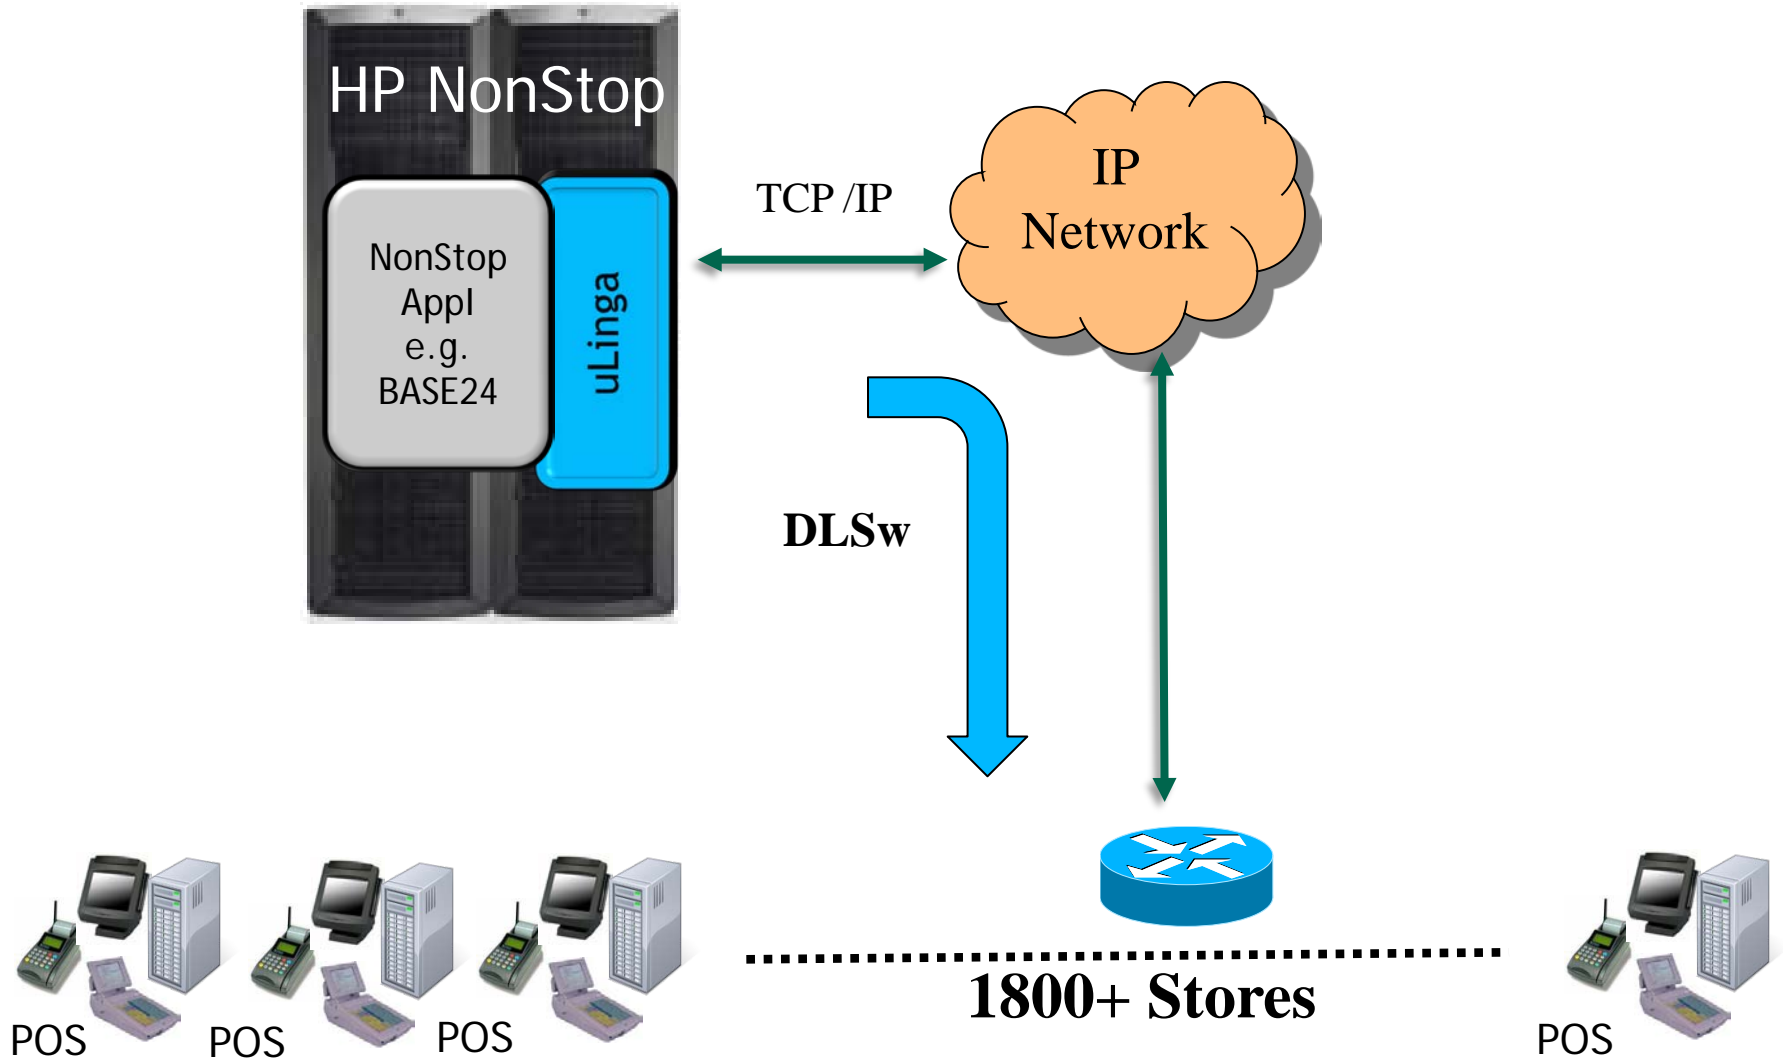 HP NonStop
NonStop
Appl
e.g.
BASE24
uLinga
TCP /IP
IP
Network
DLSw
1800+ Stores
POS
POS
POS
POS